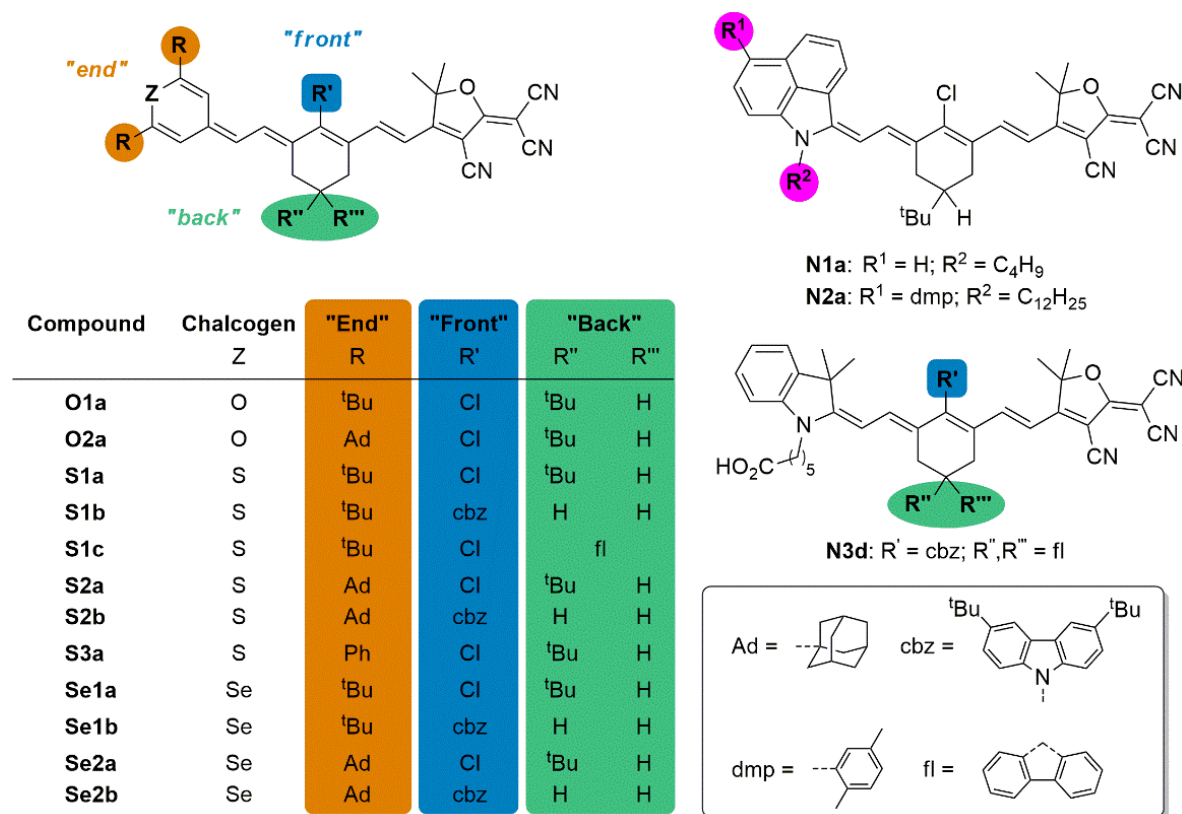 "end"
"front"
"back"
R
Z
R
R'
O
CN
CN
CN
R" R'''
R¹
N
R²
Cl
O
CN
CN
CN
ᵗBu H
N1a: R¹ = H; R² = C₄H₉
N2a: R¹ = dmp; R² = C₁₂H₂₅
N
HO₂C ( )₅
R'
O
CN
CN
CN
R" R'''
N3d: R' = cbz; R",R''' = fl
Compound Chalcogen "End" "Front" "Back"
Z R R' R" R'''
O1a O ᵗBu Cl ᵗBu H
O2a O Ad Cl ᵗBu H
S1a S ᵗBu Cl ᵗBu H
S1b S ᵗBu cbz H H
S1c S ᵗBu Cl fl
S2a S Ad Cl ᵗBu H
S2b S Ad cbz H H
S3a S Ph Cl ᵗBu H
Se1a Se ᵗBu Cl ᵗBu H
Se1b Se ᵗBu cbz H H
Se2a Se Ad Cl ᵗBu H
Se2b Se Ad cbz H H
ᵗBu ᵗBu
Ad = cbz =
N
dmp = fl =